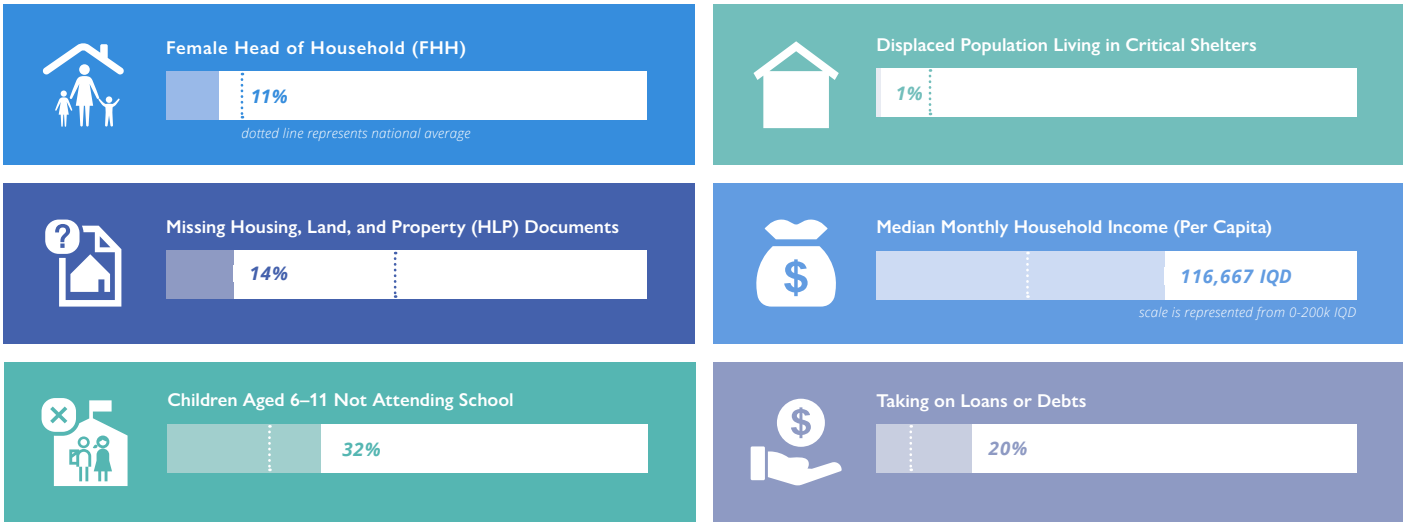 Female Head of Household (FHH)
11%
dotted line represents national average
Displaced Population Living in Critical Shelters
1%
?
Missing Housing, Land, and Property (HLP) Documents
14%
$
Median Monthly Household Income (Per Capita)
116,667 IQD
scale is represented from 0-200k IQD
Children Aged 6–11 Not Attending School
32%
$
Taking on Loans or Debts
20%